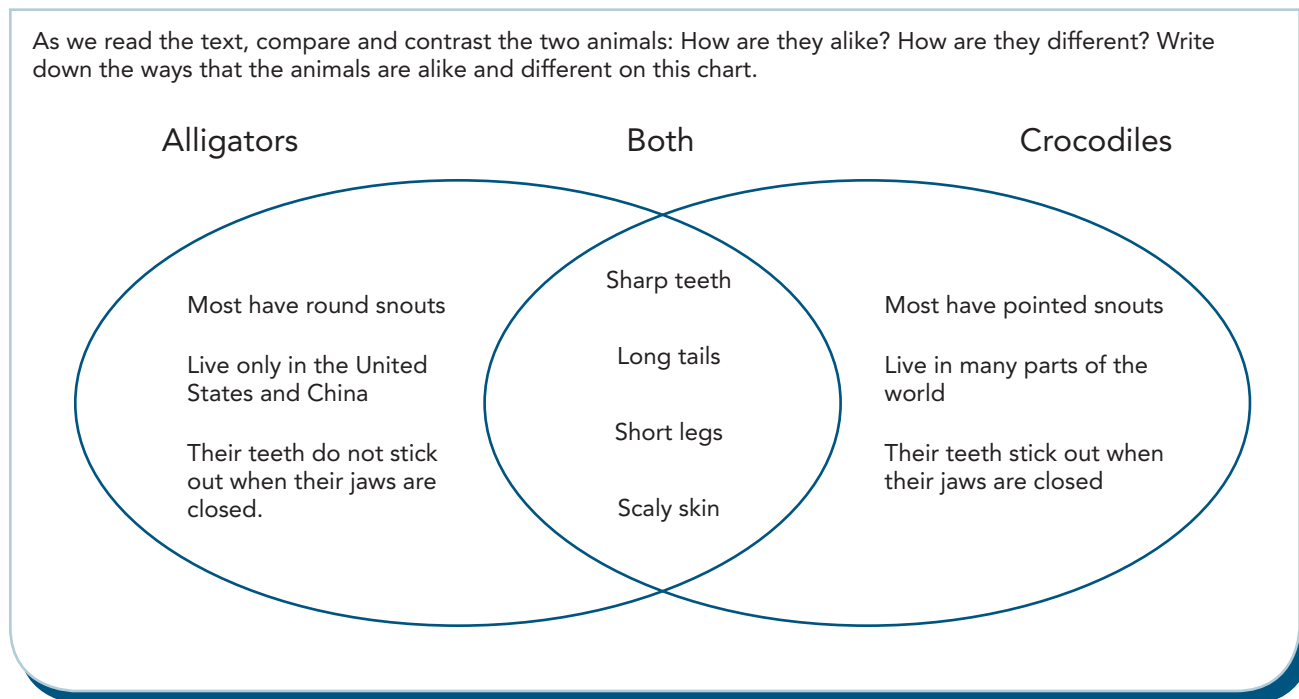 As we read the text, compare and contrast the two animals: How are they alike? How are they different? Write
down the ways that the animals are alike and different on this chart.
Alligators
Both
Crocodiles
Most have round snouts
Live only in the United
States and China
Their teeth do not stick
out when their jaws are
closed.
Sharp teeth
Long tails
Short legs
Scaly skin
Most have pointed snouts
Live in many parts of the
world
Their teeth stick out when
their jaws are closed